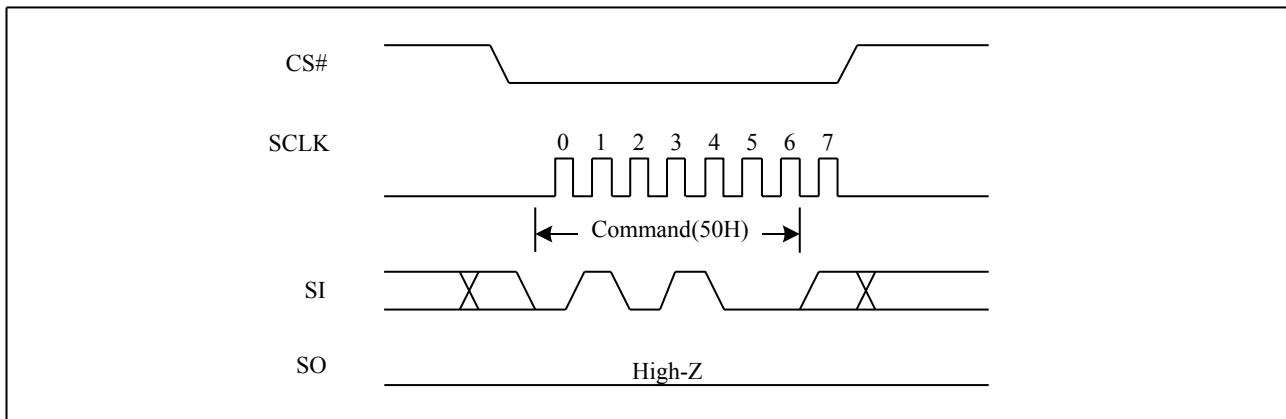 CS#
SCLK
0 1 2 3 4 5 6 7
Command(50H)
SI
SO
High-Z